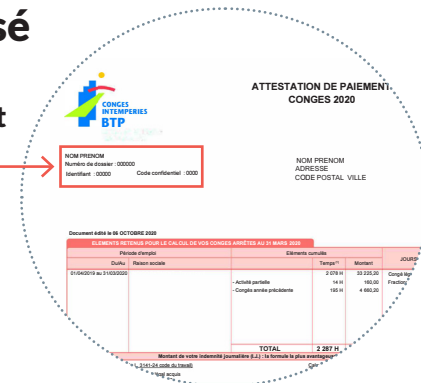 sé
t
CONGES
INTEMPERIES
BTP
ATTESTATION DE PAIEMENT
CONGES 2020
NOM PRENOM
Numéro de dossier : 000000
Identifiant : 00000 Code confidentiel : 0000
NOM PRENOM
ADRESSE
CODE POSTAL VILLE
Document édité le 06 OCTOBRE 2020
ELEMENTS RETENUS POUR LE CALCUL DE VOS CONGES ARRÊTES AU 31 MARS 2020
Période d'emploi Eléments cumulés JOURS
Du/Au Raison sociale Temps(*) Montant
01/04/2019 au 31/03/2020 2 078 H 33 225,20 Congé lég
- Activité partielle 14 H 160,00 Fraction
- Congés année précédente 195 H 4 660,20
TOTAL 2 287 H
Montant de votre indemnité journalière (I.J.) : la formule la plus avantageu
L. 3141-24 code du travail)